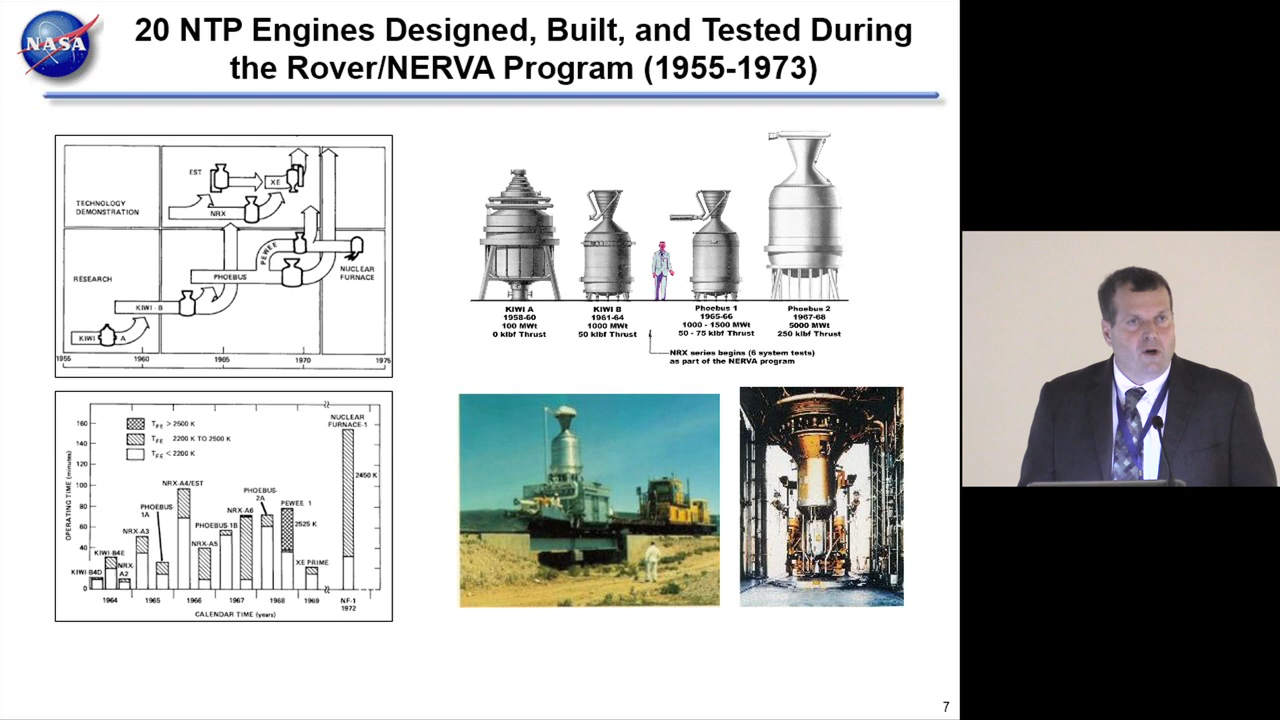 NASA
20 NTP Engines Designed, Built, and Tested During
the Rover/NERVA Program (1955-1973)
EST
XE
TECHNOLOGY
DEMONSTRATION
NRX
PEWEE
RESEARCH
PHOEBUS
NUCLEAR
FURNACE
KIWI - B
KIWI A
1955
1960
1965
1970
1975
KIWI A
1958-60
100 MWt
0 klbf Thrust
KIWI B
1961-64
1000 MWt
50 klbf Thrust
Phoebus 1
1965-66
1000 - 1500 MWt
50 - 75 klbf Thrust
Phoebus 2
1967-68
5000 MWt
250 klbf Thrust
NRX series begins (6 system tests)
as part of the NERVA program
OPERATING TIME (minutes)
160
140
120
100
80
60
40
0
TFE > 2500 K
TFE 2200 K TO 2500 K
TFE < 2200 K
NUCLEAR
FURNACE-1
2450 K
KIWI-B4D
KIWI-B4E
NRX-
A2
NRX-A3
PHOEBUS-
1A
NRX-A4/EST
NRX-A5
PHOEBUS-1B
NRX-A6
PHOEBUS-
2A
PEWEE 1
2525 K
XE PRIME
1964
1965
1966
1967
1968
1969
NF-1
1972
CALENDAR TIME (years)
7